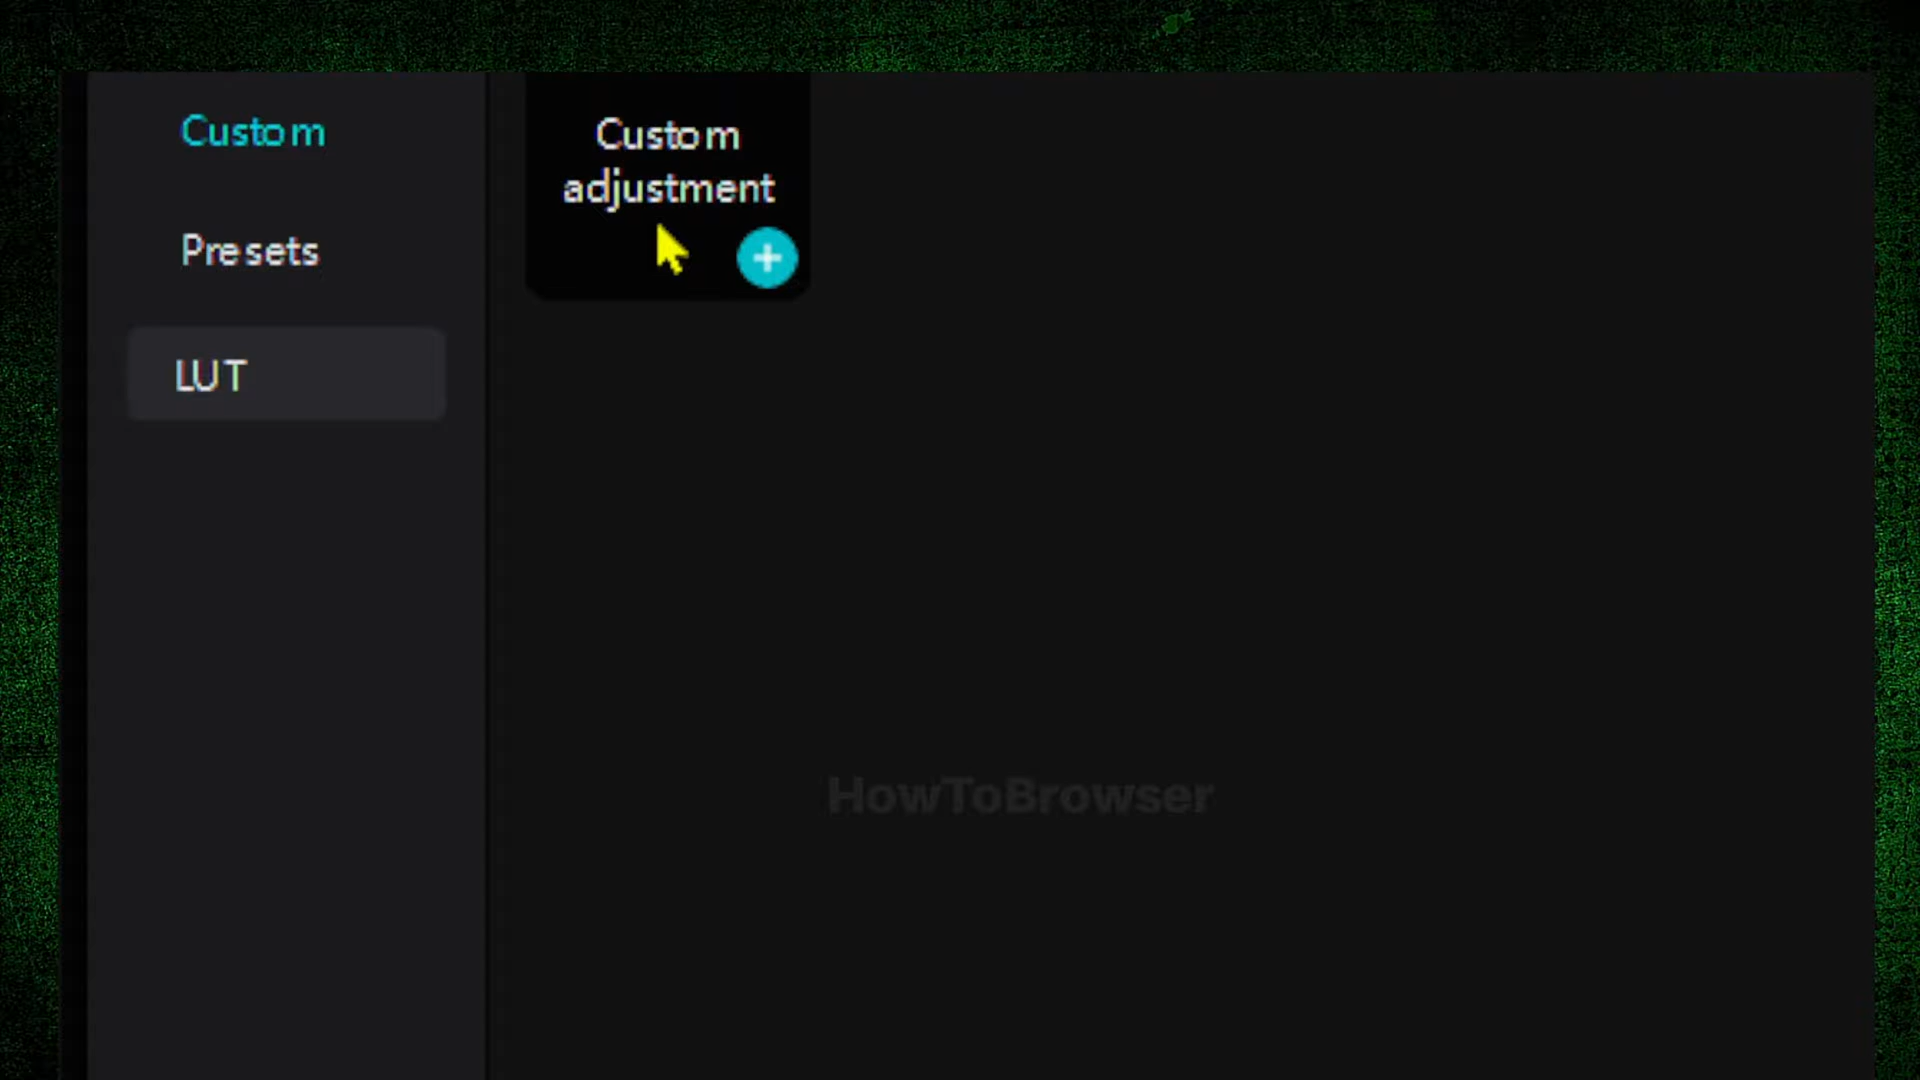 Custom
Presets
LUT
Custom
adjustment
HowToBrowser